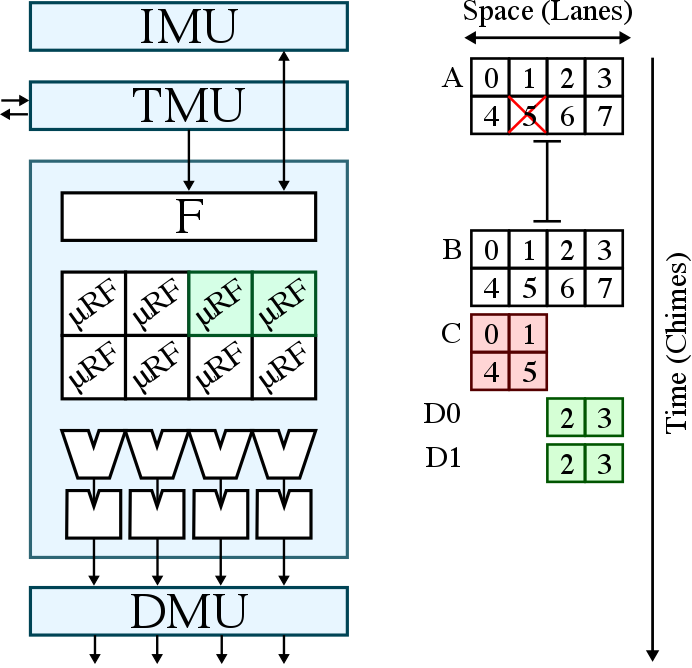 IMU
TMU
F
μRF μRF μRF μRF
μRF μRF μRF μRF
DMU
Space (Lanes)
A 0 1 2 3
4 5 6 7
B 0 1 2 3
4 5 6 7
C 0 1
4 5
D0 2 3
D1 2 3
Time (Chimes)